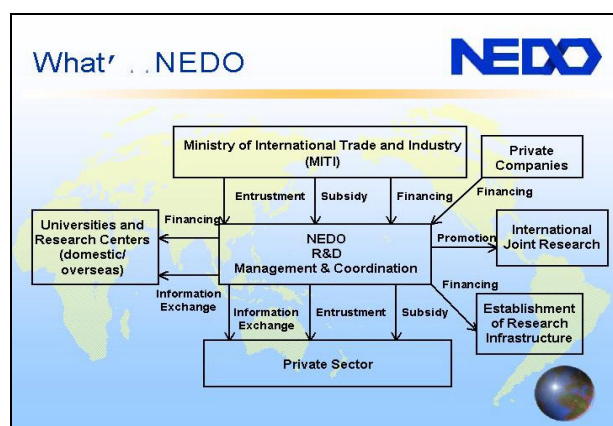 What' . . NEDO
NEDO
Ministry of International Trade and Industry
(MITI)
Private
Companies
Entrustment
Subsidy
Financing
Financing
Universities and
Research Centers
(domestic/
overseas)
Financing
Information
Exchange
NEDO
R&D
Management & Coordination
Promotion
International
Joint Research
Financing
Information
Exchange
Entrustment
Subsidy
Establishment
of Research
Infrastructure
Private Sector